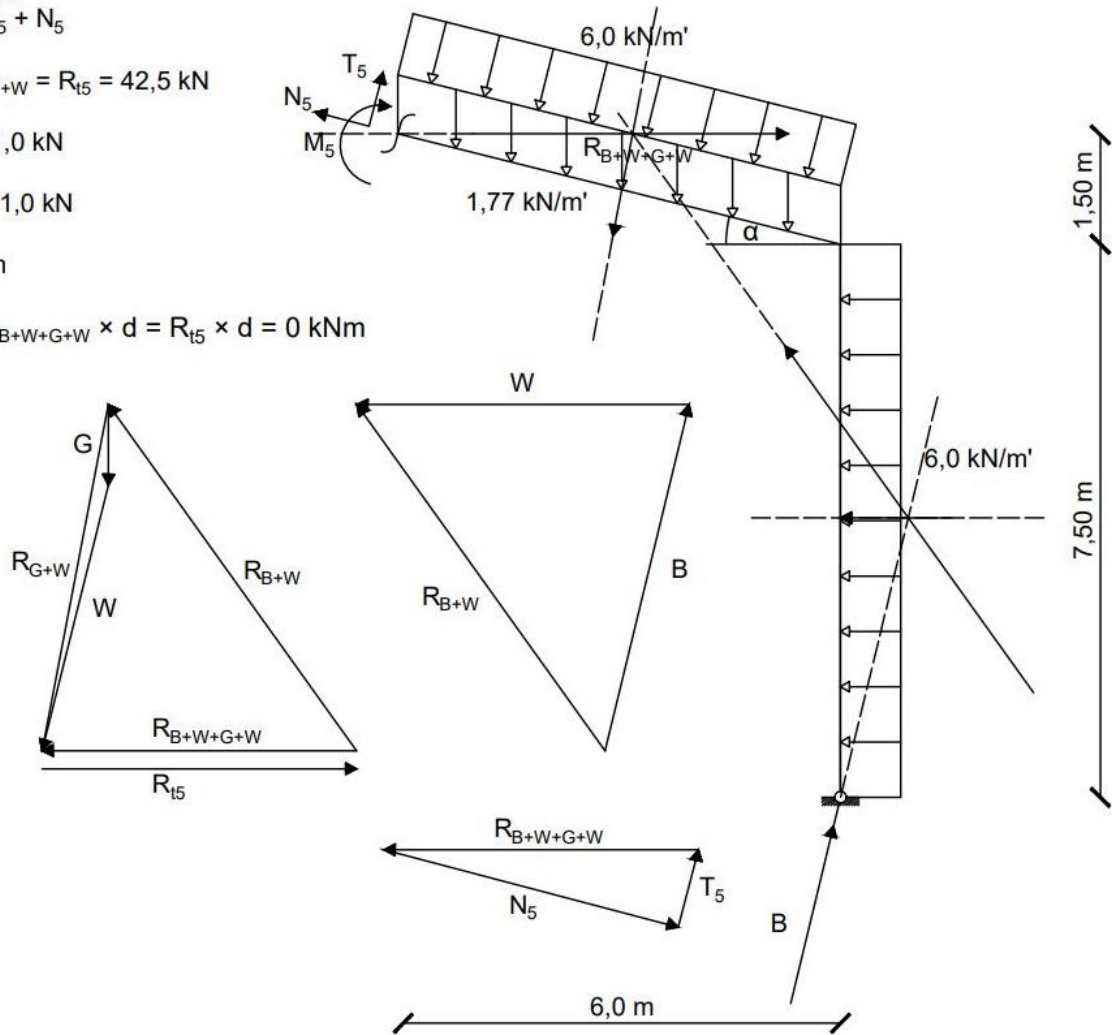 5 + N5
+W = Rt5 = 42,5 kN
,0 kN
1,0 kN
B+W+G+W × d = Rt5 × d = 0 kNm
6,0 kN/m'
T5
N5
M5
RB+W+G+W
1,77 kN/m'
α
1,50 m
W
G
6,0 kN/m'
7,50 m
RG+W
W
RB+W
RB+W
B
RB+W+G+W
Rt5
RB+W+G+W
N5
T5
B
6,0 m